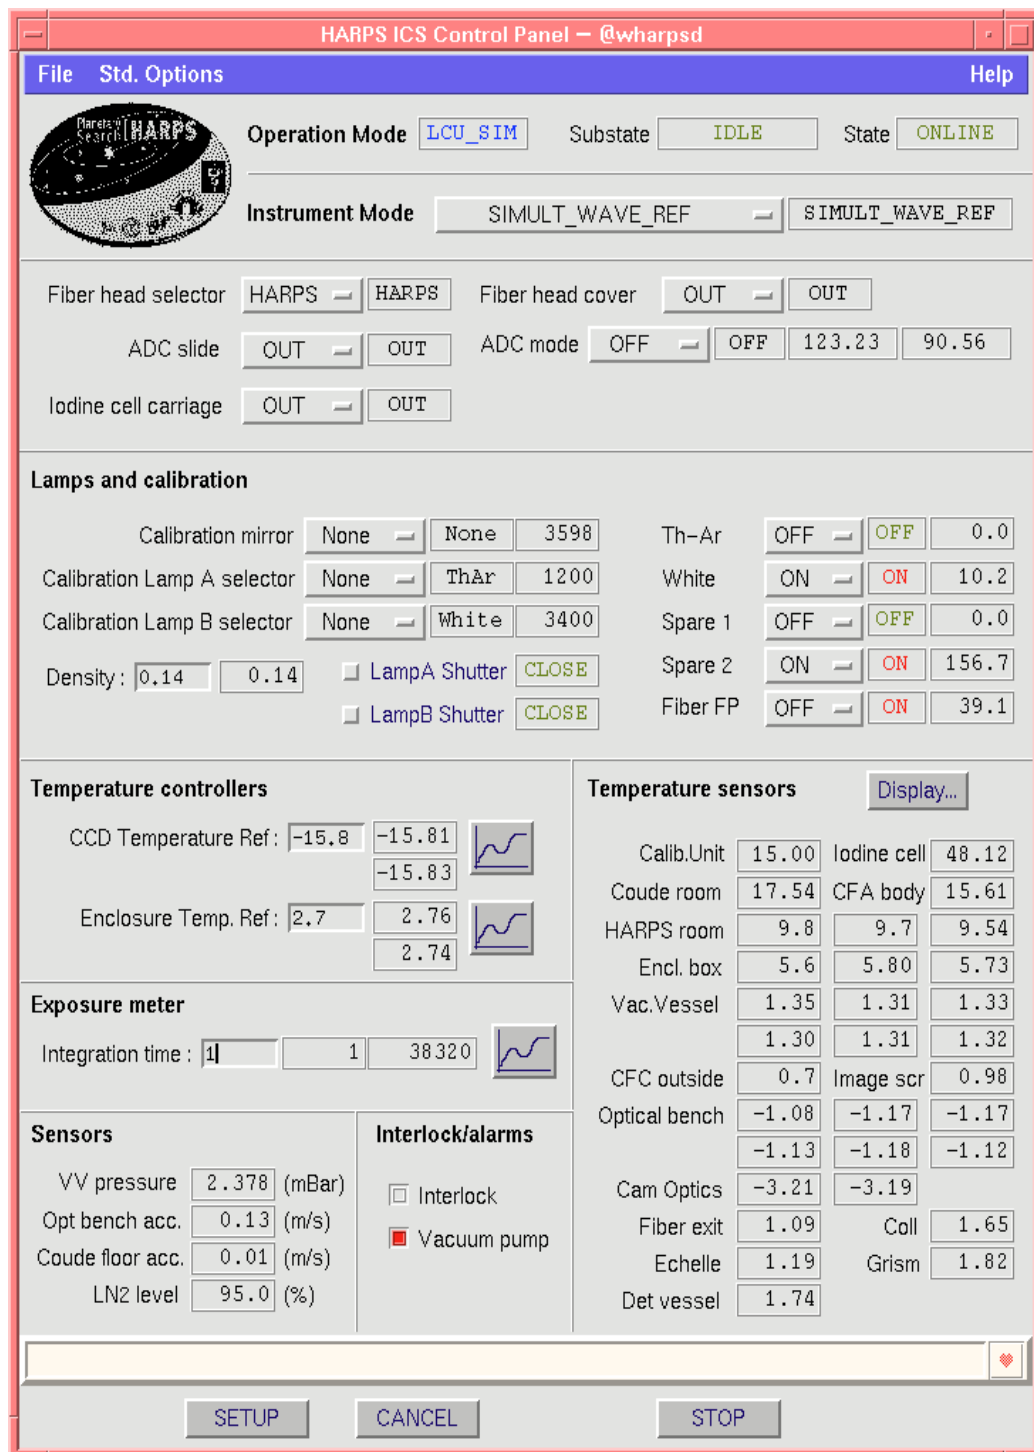 HARPS ICS Control Panel – @wharpsd
File Std. Options Help
Planetary Search HARPS
Operation Mode LCU_SIM Substate IDLE State ONLINE
Instrument Mode SIMULT_WAVE_REF SIMULT_WAVE_REF
Fiber head selector HARPS HARPS Fiber head cover OUT OUT
ADC slide OUT OUT ADC mode OFF OFF 123.23 90.56
Iodine cell carriage OUT OUT
Lamps and calibration
Calibration mirror None None 3598 Th-Ar OFF OFF 0.0
Calibration Lamp A selector None ThAr 1200 White ON ON 10.2
Calibration Lamp B selector None White 3400 Spare 1 OFF OFF 0.0
Density : 0.14 0.14 LampA Shutter CLOSE Spare 2 ON ON 156.7
LampB Shutter CLOSE Fiber FP OFF ON 39.1
Temperature controllers
CCD Temperature Ref : -15.8 -15.81
-15.83
Enclosure Temp. Ref : 2.7 2.76
2.74
Exposure meter
Integration time : 1 1 38320
Sensors
VV pressure 2.378 (mBar)
Opt bench acc. 0.13 (m/s)
Coude floor acc. 0.01 (m/s)
LN2 level 95.0 (%)
Interlock/alarms
Interlock
Vacuum pump
Temperature sensors Display...
Calib.Unit 15.00 Iodine cell 48.12
Coude room 17.54 CFA body 15.61
HARPS room 9.8 9.7 9.54
Encl. box 5.6 5.80 5.73
Vac.Vessel 1.35 1.31 1.33
1.30 1.31 1.32
CFC outside 0.7 Image scr 0.98
Optical bench -1.08 -1.17 -1.17
-1.13 -1.18 -1.12
Cam Optics -3.21 -3.19
Fiber exit 1.09 Coll 1.65
Echelle 1.19 Grism 1.82
Det vessel 1.74
SETUP CANCEL STOP